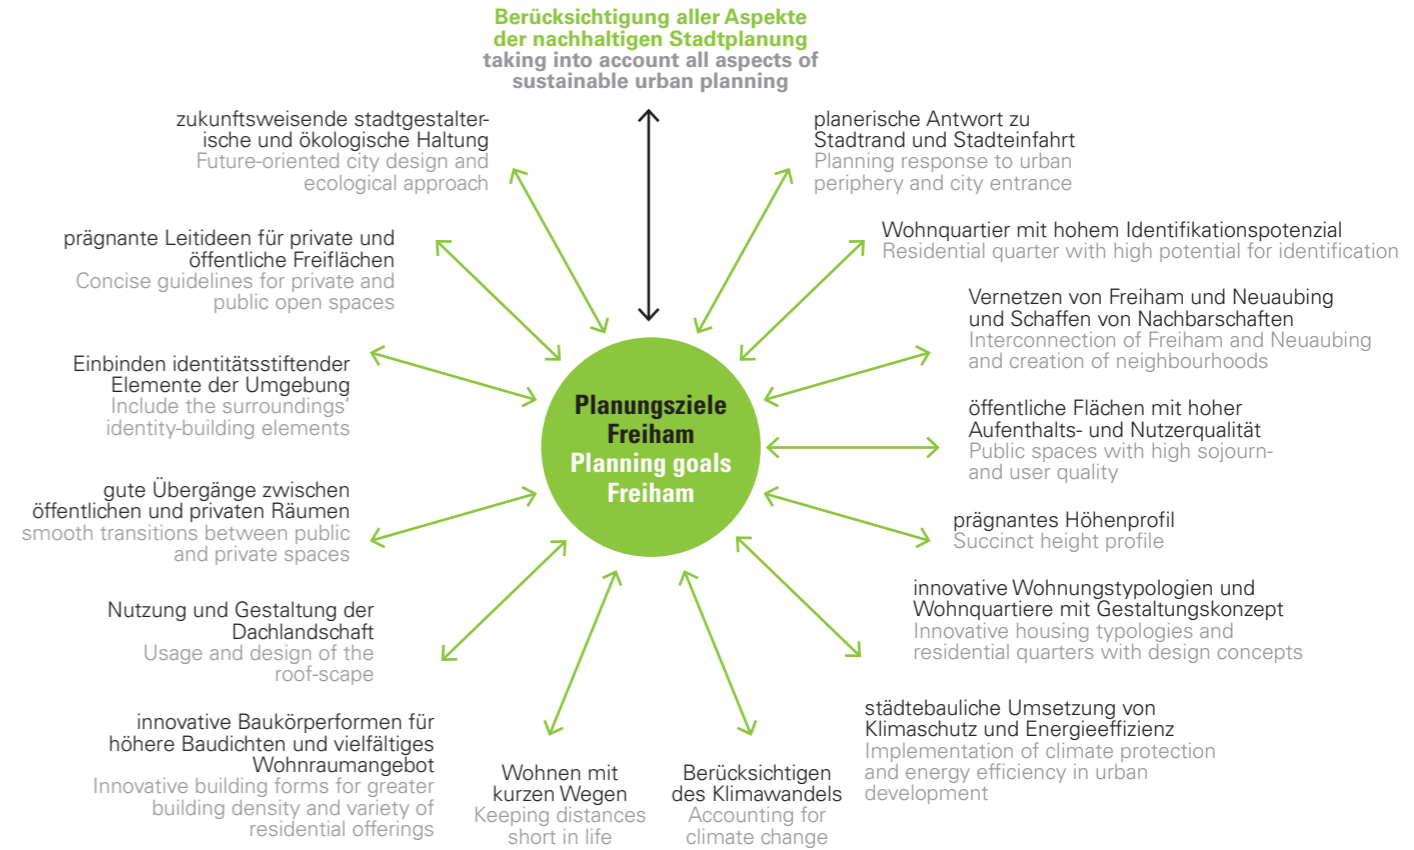 Berücksichtigung aller Aspekte
der nachhaltigen Stadtplanung
taking into account all aspects of
sustainable urban planning
zukunftsweisende stadtgestalter-
ische und ökologische Haltung
Future-oriented city design and
ecological approach
planerische Antwort zu
Stadtrand und Stadteinfahrt
Planning response to urban
periphery and city entrance
prägnante Leitideen für private und
öffentliche Freiflächen
Concise guidelines for private and
public open spaces
Wohnquartier mit hohem Identifikationspotenzial
Residential quarter with high potential for identification
Vernetzen von Freiham und Neuaubing
und Schaffen von Nachbarschaften
Interconnection of Freiham and Neuaubing
and creation of neighbourhoods
Einbinden identitätsstiftender
Elemente der Umgebung
Include the surroundings'
identity-building elements
Planungsziele
Freiham
Planning goals
Freiham
öffentliche Flächen mit hoher
Aufenthalts- und Nutzerqualität
Public spaces with high sojourn-
and user quality
gute Übergänge zwischen
öffentlichen und privaten Räumen
smooth transitions between public
and private spaces
prägnantes Höhenprofil
Succinct height profile
Nutzung und Gestaltung der
Dachlandschaft
Usage and design of the
roof-scape
innovative Wohnungstypologien und
Wohnquartiere mit Gestaltungskonzept
Innovative housing typologies and
residential quarters with design concepts
innovative Baukörperformen für
höhere Baudichten und vielfältiges
Wohnraumangebot
Innovative building forms for greater
building density and variety of
residential offerings
Wohnen mit
kurzen Wegen
Keeping distances
short in life
Berücksichtigen
des Klimawandels
Accounting for
climate change
städtebauliche Umsetzung von
Klimaschutz und Energieeffizienz
Implementation of climate protection
and energy efficiency in urban
development